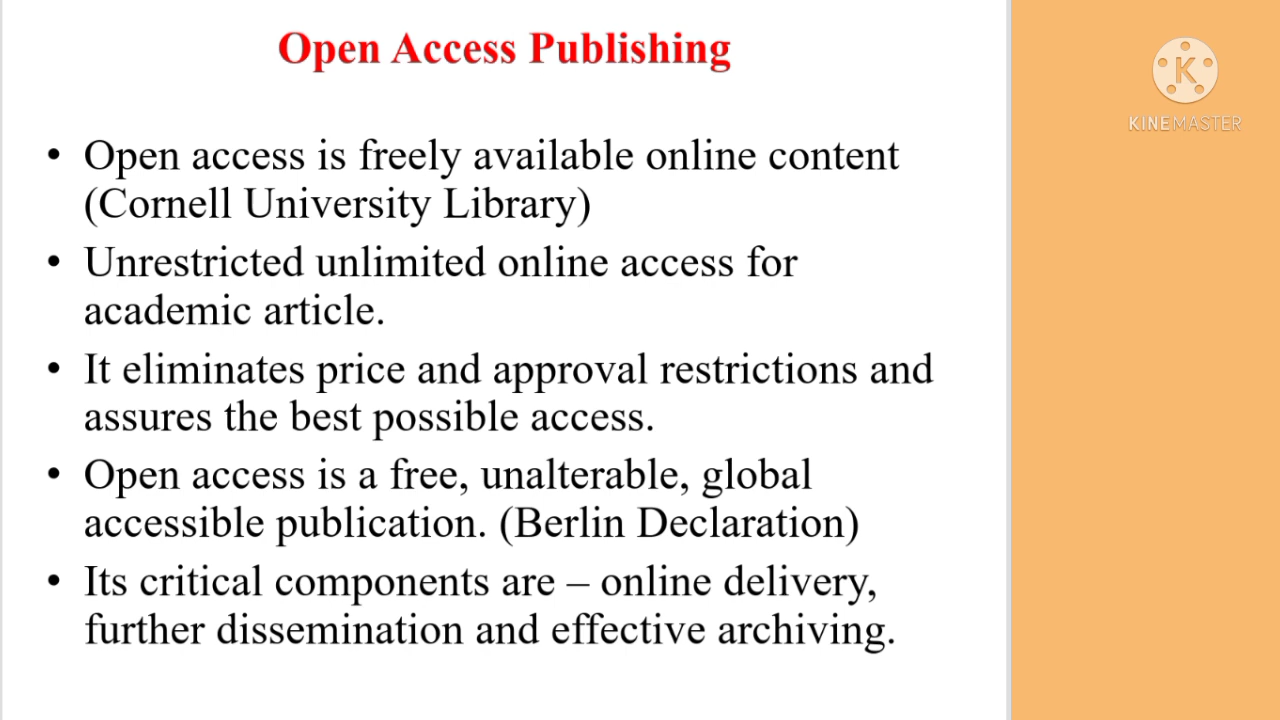 Open Access Publishing
K
KINEMASTER
• Open access is freely available online content
(Cornell University Library)
• Unrestricted unlimited online access for
academic article.
• It eliminates price and approval restrictions and
assures the best possible access.
• Open access is a free, unalterable, global
accessible publication. (Berlin Declaration)
• Its critical components are – online delivery,
further dissemination and effective archiving.